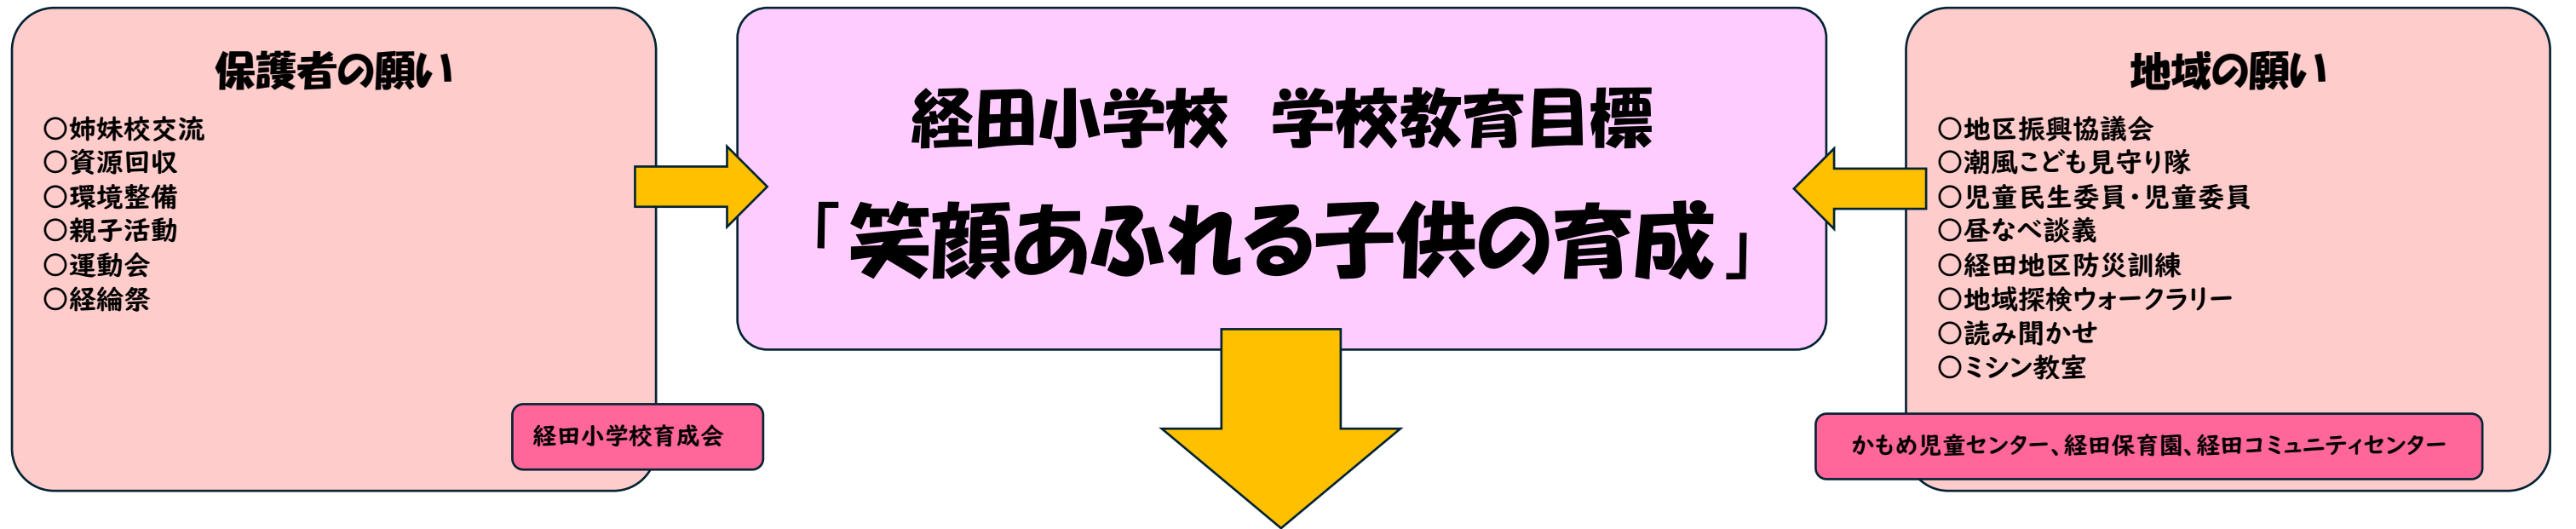 保護者の願い
○姉妹校交流
○資源回収
○環境整備
○親子活動
○運動会
○経綸祭
経田小学校育成会
経田小学校 学校教育目標
「笑顔あふれる子供の育成」
地域の願い
○地区振興協議会
○潮風こども見守り隊
○児童民生委員・児童委員
○昼なべ談義
○経田地区防災訓練
○地域探検ウォークラリー
○読み聞かせ
○ミシン教室
かもめ児童センター、経田保育園、経田コミュニティセンター